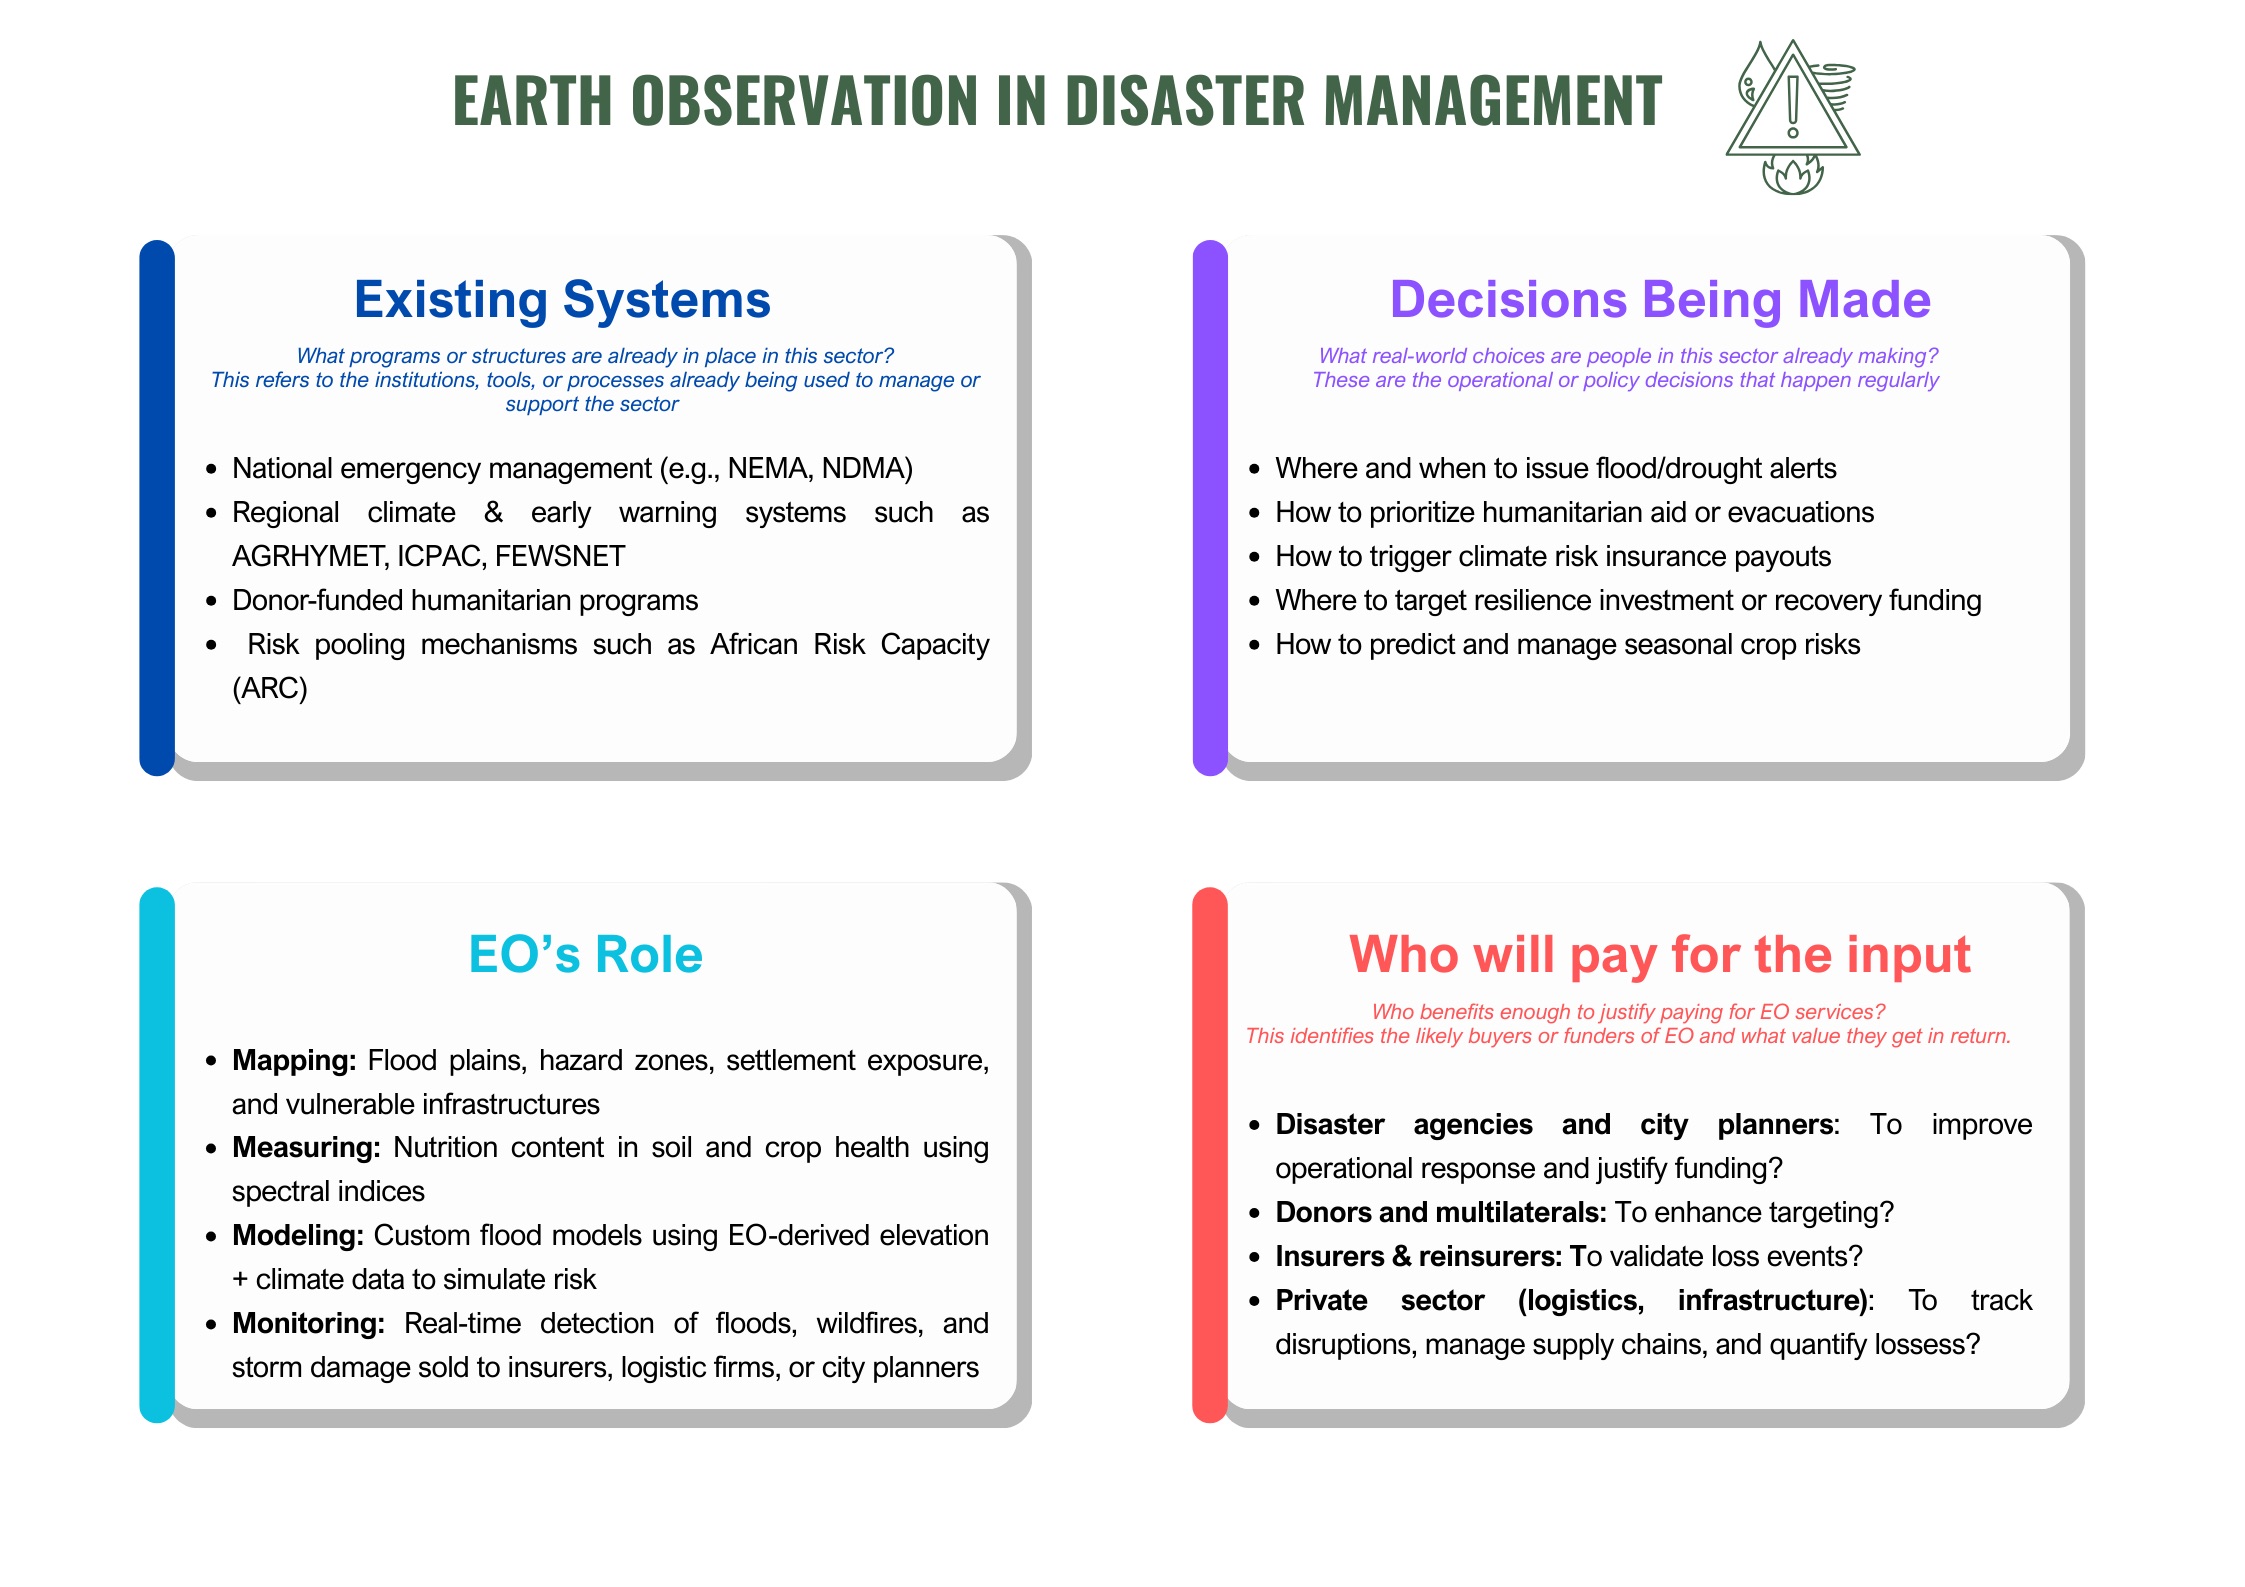 EARTH OBSERVATION IN DISASTER MANAGEMENT
Existing Systems
What programs or structures are already in place in this sector?
This refers to the institutions, tools, or processes already being used to manage or
support the sector
• National emergency management (e.g., NEMA, NDMA)
• Regional climate & early warning systems such as
AGRHYMET, ICPAC, FEWSNET
• Donor-funded humanitarian programs
• Risk pooling mechanisms such as African Risk Capacity
(ARC)
Decisions Being Made
What real-world choices are people in this sector already making?
These are the operational or policy decisions that happen regularly
• Where and when to issue flood/drought alerts
• How to prioritize humanitarian aid or evacuations
• How to trigger climate risk insurance payouts
• Where to target resilience investment or recovery funding
• How to predict and manage seasonal crop risks
EO’s Role
• Mapping: Flood plains, hazard zones, settlement exposure,
and vulnerable infrastructures
• Measuring: Nutrition content in soil and crop health using
spectral indices
• Modeling: Custom flood models using EO-derived elevation
+ climate data to simulate risk
• Monitoring: Real-time detection of floods, wildfires, and
storm damage sold to insurers, logistic firms, or city planners
Who will pay for the input
Who benefits enough to justify paying for EO services?
This identifies the likely buyers or funders of EO and what value they get in return.
• Disaster agencies and city planners: To improve
operational response and justify funding?
• Donors and multilaterals: To enhance targeting?
• Insurers & reinsurers: To validate loss events?
• Private sector (logistics, infrastructure): To track
disruptions, manage supply chains, and quantify lossess?